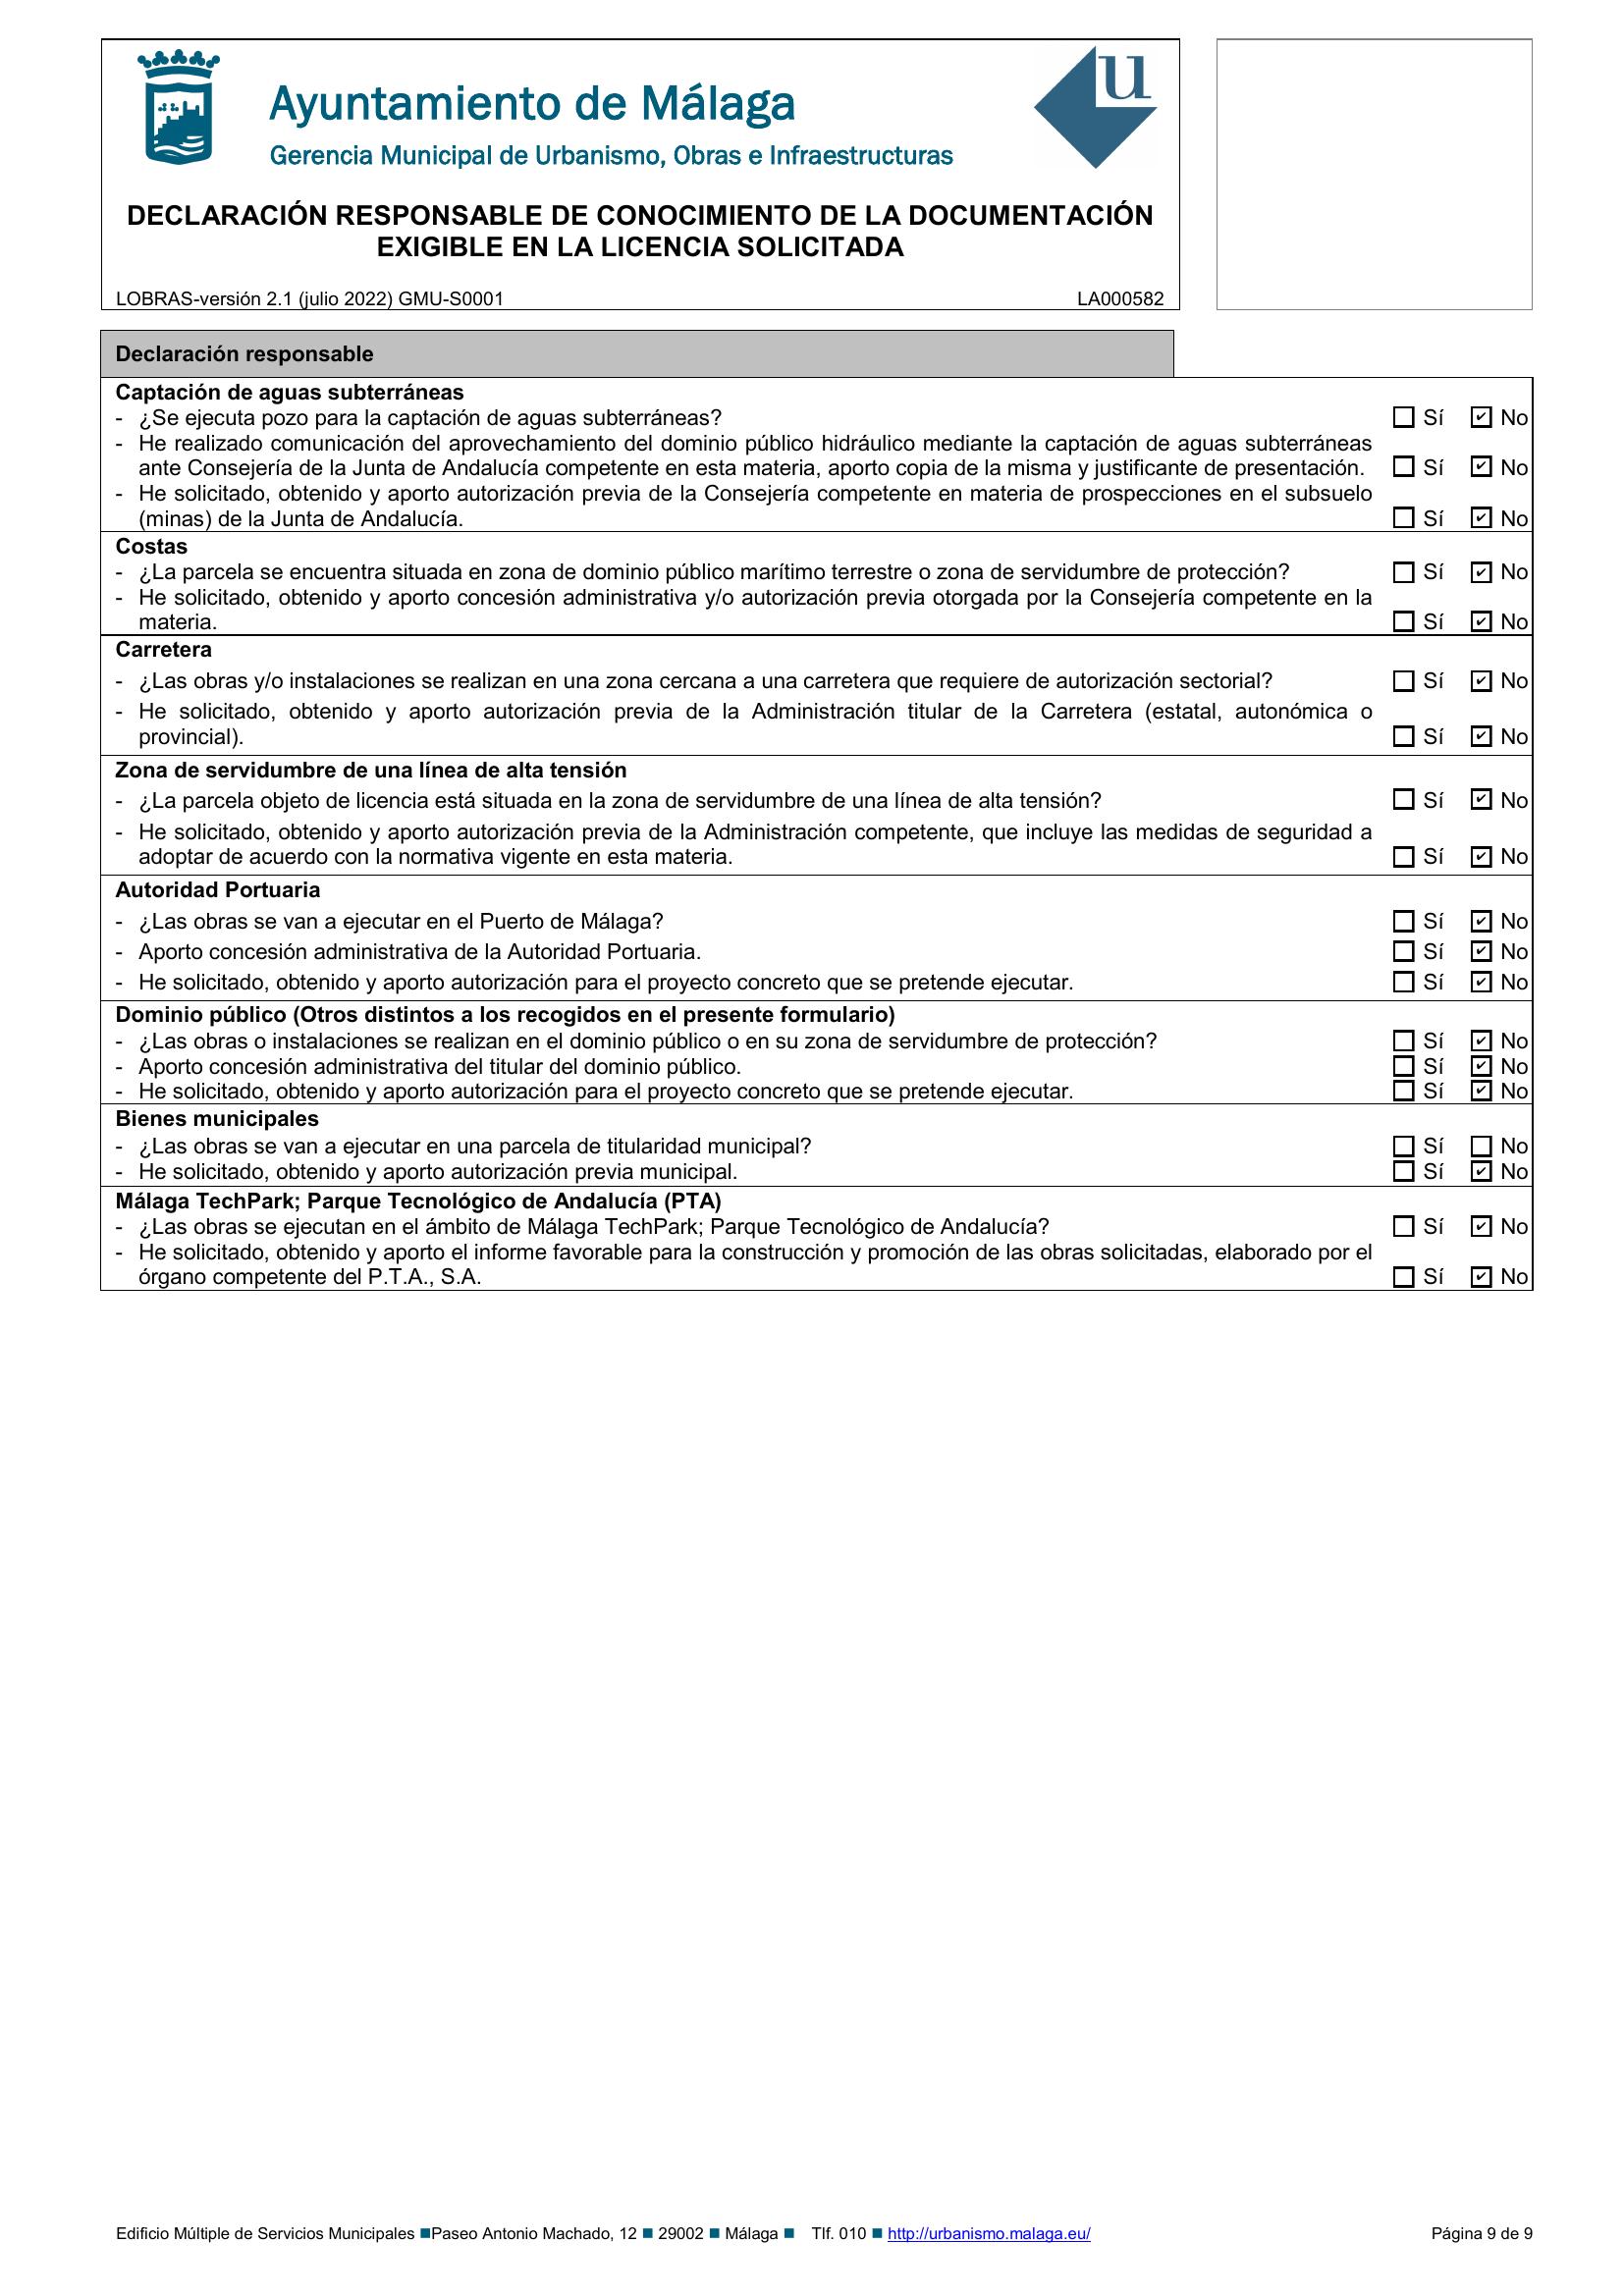 Ayuntamiento de Málaga
Gerencia Municipal de Urbanismo, Obras e Infraestructuras
u
DECLARACIÓN RESPONSABLE DE CONOCIMIENTO DE LA DOCUMENTACIÓN
EXIGIBLE EN LA LICENCIA SOLICITADA
LOBRAS-versión 2.1 (julio 2022) GMU-S0001 LA000582
Declaración responsable
Captación de aguas subterráneas
- ¿Se ejecuta pozo para la captación de aguas subterráneas? ☐ Sí ☑ No
- He realizado comunicación del aprovechamiento del dominio público hidráulico mediante la captación de aguas subterráneas
ante Consejería de la Junta de Andalucía competente en esta materia, aporto copia de la misma y justificante de presentación. ☐ Sí ☑ No
- He solicitado, obtenido y aporto autorización previa de la Consejería competente en materia de prospecciones en el subsuelo
(minas) de la Junta de Andalucía. ☐ Sí ☑ No
Costas
- ¿La parcela se encuentra situada en zona de dominio público marítimo terrestre o zona de servidumbre de protección? ☐ Sí ☑ No
- He solicitado, obtenido y aporto concesión administrativa y/o autorización previa otorgada por la Consejería competente en la
materia. ☐ Sí ☑ No
Carretera
- ¿Las obras y/o instalaciones se realizan en una zona cercana a una carretera que requiere de autorización sectorial? ☐ Sí ☑ No
- He solicitado, obtenido y aporto autorización previa de la Administración titular de la Carretera (estatal, autonómica o
provincial). ☐ Sí ☑ No
Zona de servidumbre de una línea de alta tensión
- ¿La parcela objeto de licencia está situada en la zona de servidumbre de una línea de alta tensión? ☐ Sí ☑ No
- He solicitado, obtenido y aporto autorización previa de la Administración competente, que incluye las medidas de seguridad a
adoptar de acuerdo con la normativa vigente en esta materia. ☐ Sí ☑ No
Autoridad Portuaria
- ¿Las obras se van a ejecutar en el Puerto de Málaga? ☐ Sí ☑ No
- Aporto concesión administrativa de la Autoridad Portuaria. ☐ Sí ☑ No
- He solicitado, obtenido y aporto autorización para el proyecto concreto que se pretende ejecutar. ☐ Sí ☑ No
Dominio público (Otros distintos a los recogidos en el presente formulario)
- ¿Las obras o instalaciones se realizan en el dominio público o en su zona de servidumbre de protección? ☐ Sí ☑ No
- Aporto concesión administrativa del titular del dominio público. ☐ Sí ☑ No
- He solicitado, obtenido y aporto autorización para el proyecto concreto que se pretende ejecutar. ☐ Sí ☑ No
Bienes municipales
- ¿Las obras se van a ejecutar en una parcela de titularidad municipal? ☐ Sí ☐ No
- He solicitado, obtenido y aporto autorización previa municipal. ☐ Sí ☑ No
Málaga TechPark; Parque Tecnológico de Andalucía (PTA)
- ¿Las obras se ejecutan en el ámbito de Málaga TechPark; Parque Tecnológico de Andalucía? ☐ Sí ☑ No
- He solicitado, obtenido y aporto el informe favorable para la construcción y promoción de las obras solicitadas, elaborado por el
órgano competente del P.T.A., S.A. ☐ Sí ☑ No
Edificio Múltiple de Servicios Municipales ■Paseo Antonio Machado, 12 ■ 29002 ■ Málaga ■ Tlf. 010 ■ http://urbanismo.malaga.eu/ Página 9 de 9